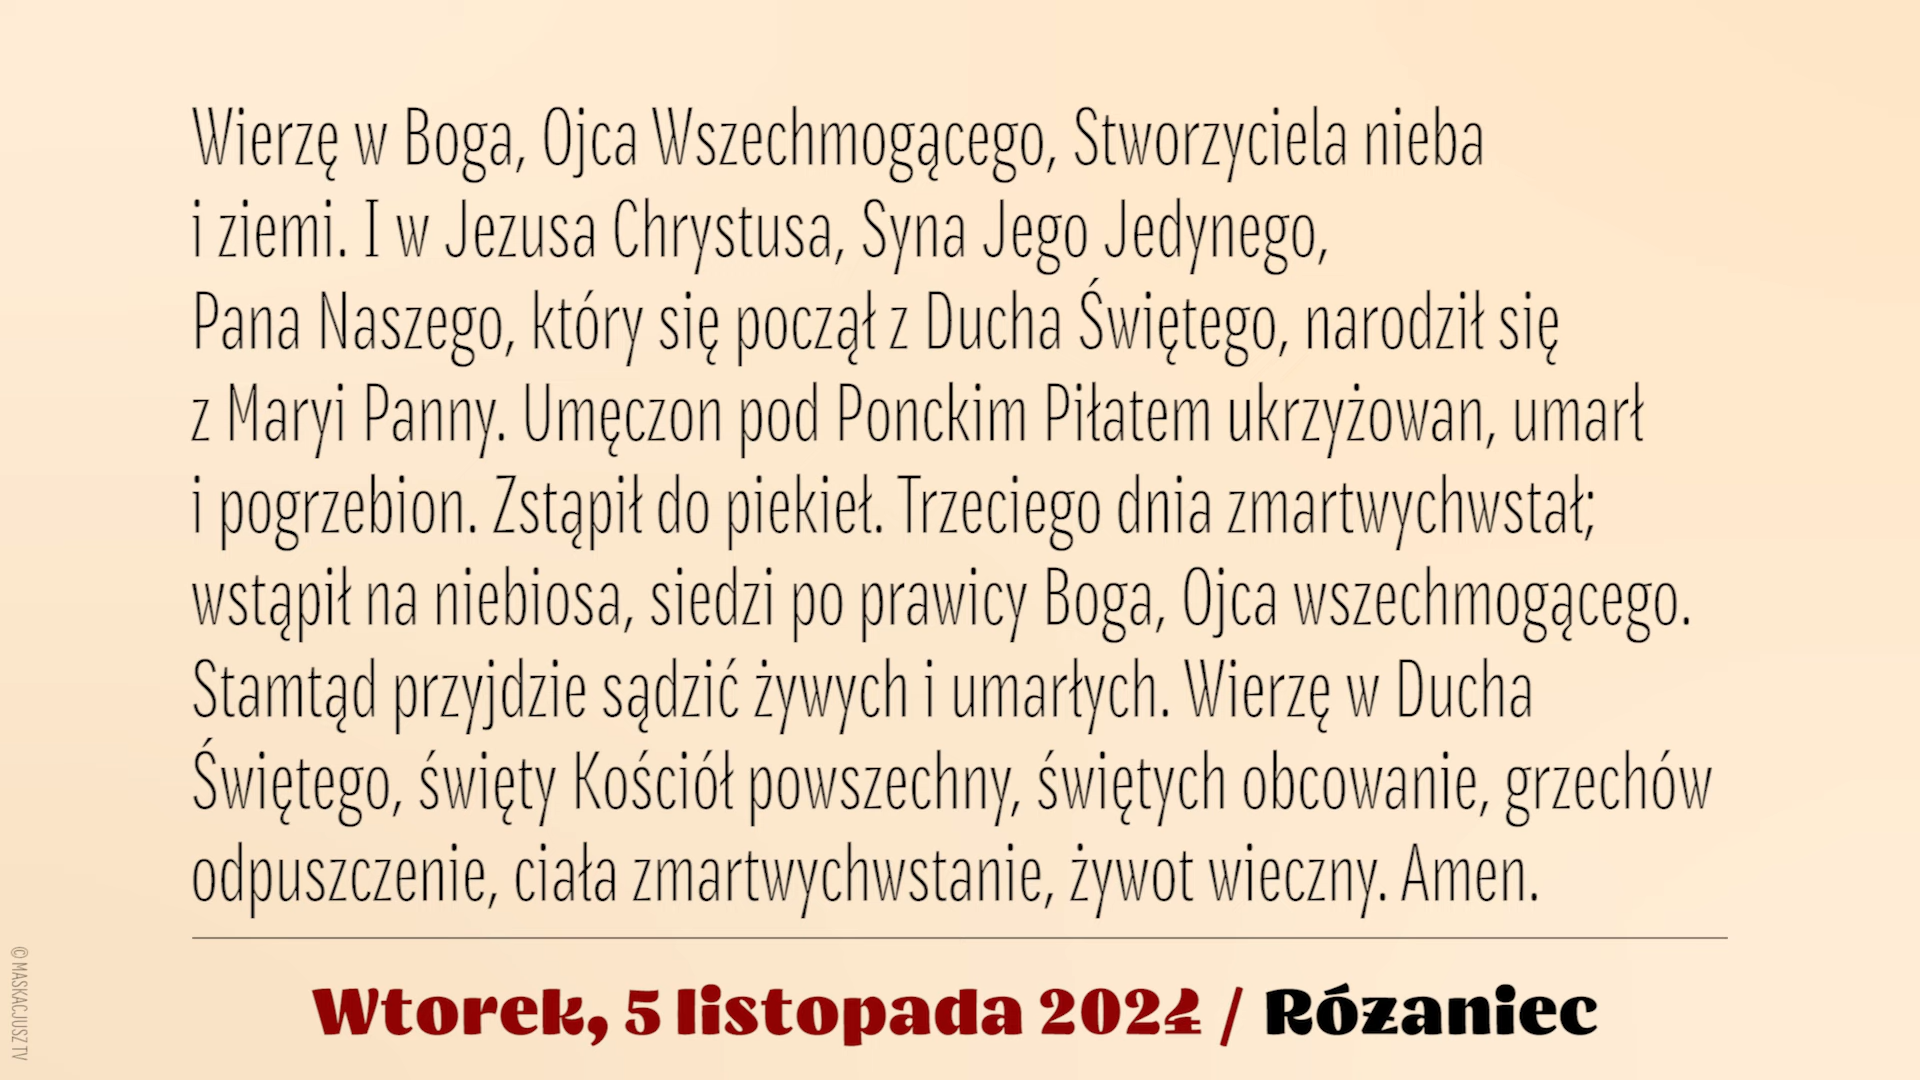 Wierzę w Boga, Ojca Wszechmogącego, Stworzyciela nieba
i ziemi. I w Jezusa Chrystusa, Syna Jego Jedynego,
Pana Naszego, który się począł z Ducha Świętego, narodził się
z Maryi Panny. Umęczon pod Ponckim Piłatem ukrzyżowan, umarł
i pogrzebion. Zstąpił do piekieł. Trzeciego dnia zmartwychwstał;
wstąpił na niebiosa, siedzi po prawicy Boga, Ojca wszechmogącego.
Stamtąd przyjdzie sądzić żywych i umarłych. Wierzę w Ducha
Świętego, święty Kościół powszechny, świętych obcowanie, grzechów
odpuszczenie, ciała zmartwychwstanie, żywot wieczny. Amen.
Wtorek, 5 listopada 2024 / Różaniec
© MASKACJUSZ TV